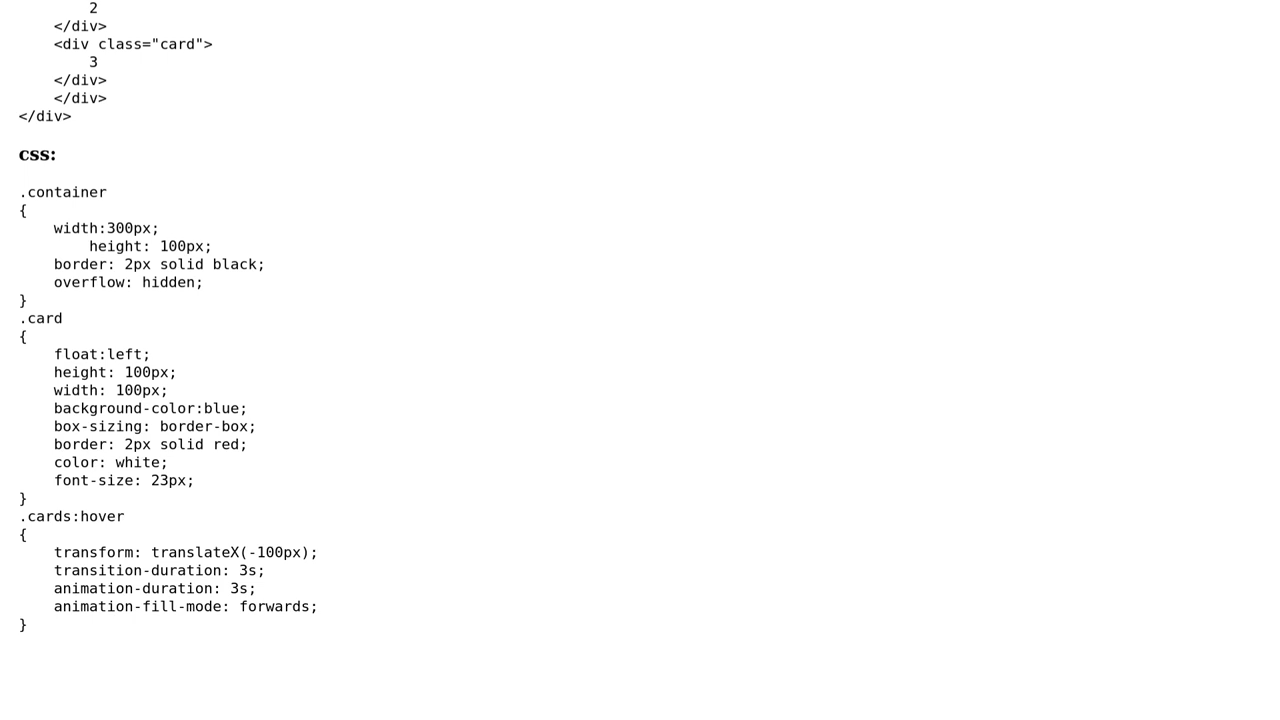 2
    </div>
    <div class="card">
        3
    </div>
    </div>
</div>
css:
.container
{
    width:300px;
        height: 100px;
    border: 2px solid black;
    overflow: hidden;
}
.card
{
    float:left;
    height: 100px;
    width: 100px;
    background-color:blue;
    box-sizing: border-box;
    border: 2px solid red;
    color: white;
    font-size: 23px;
}
.cards:hover
{
    transform: translateX(-100px);
    transition-duration: 3s;
    animation-duration: 3s;
    animation-fill-mode: forwards;
}